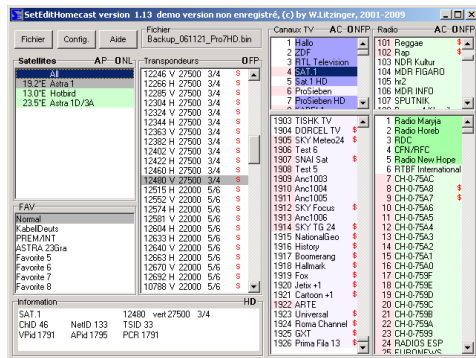 SetEditHomecast version 1.13 demo version non enregistré, (c) by W.Litzinger, 2001-2009
Fichier
Config.
Aide
Fichier
Backup_061121_Pro7HD.bin
Satellites AP ONL
All
19.2°E Astra 1
13.0°E Hotbird
23.5°E Astra 1D/3A
Transpondeurs OFP
12246 V 27500 3/4 S
12266 H 27500 3/4 S
12285 V 27500 3/4 S
12304 H 27500 3/4 S
12324 V 27500 3/4 S
12344 H 27500 3/4 S
12363 V 27500 3/4 S
12382 H 27500 3/4 S
12402 V 27500 3/4 S
12422 H 27500 3/4 S
12460 H 27500 3/4 S
12480 V 27500 3/4 S
12515 H 22000 5/6 S
12552 V 22000 5/6 S
12574 H 22000 5/6 S
12581 V 22000 5/6 S
12604 H 22000 5/6 S
12633 H 22000 5/6 S
12640 V 22000 5/6 S
12663 H 22000 5/6 S
12670 V 22000 5/6 S
12692 H 22000 5/6 S
12722 H 22000 5/6 S
10788 V 22000 5/6 S
FAV
Normal
KabelDeuts
PREM/INT
ASTRA 23Gra
Favorite 5
Favorite 6
Favorite 7
Favorite 8
Information HD
SAT.1 12480 vert 27500 3/4
ChID 46 NetID 133 TSID 33
VPid 1791 APid 1795 PCR 1791
Canaux TV AC ONFP
1 Hallo
2 ZDF
3 RTL Television
4 SAT.1
5 Sat.1 HD
6 ProSieben
7 ProSieben HD
1903 TISHK TV
1904 DORCEL TV $
1905 SKY Meteo24 $
1906 Test 6
1907 SNAI Sat $
1908 Test 5
1909 Anc1003
1910 Anc1004
1911 Anc1005
1912 SKY Focus $
1913 Anc1006
1914 SKY TG 24 $
1915 NationalGeo $
1916 History $
1917 Boomerang $
1918 Hallmark $
1919 Fox $
1920 Jetix +1 $
1921 Cartoon +1 $
1922 ARTE
1923 Universal $
1924 Roma Channel $
1925 GXT $
1926 Prima Fila 13 $
Radio AC ONFP
101 Reggae $
102 Rap $
103 NDR Kultur
104 MDR FIGARO
105 hr2
106 MDR INFO
107 SPUTNIK
1 Radio Maryja
2 Radio Horeb
3 RDC
4 CFN/RFC
5 Radio New Hope
6 RTBF International
7 CH-0-75AC
8 CH-0-75A8 $
9 CH-0-75A7 $
10 CH-0-75A6
11 CH-0-75A5
12 CH-0-75A4
13 CH-0-75A3
14 CH-0-75A2
15 CH-0-75A1
16 CH-0-75A0
17 CH-0-759F
18 CH-0-759E
19 CH-0-759D
20 CH-0-759C
21 CH-0-759B
22 CH-0-759A
23 CH-0-7599
24 RADIOS ESP
25 EURONEWS